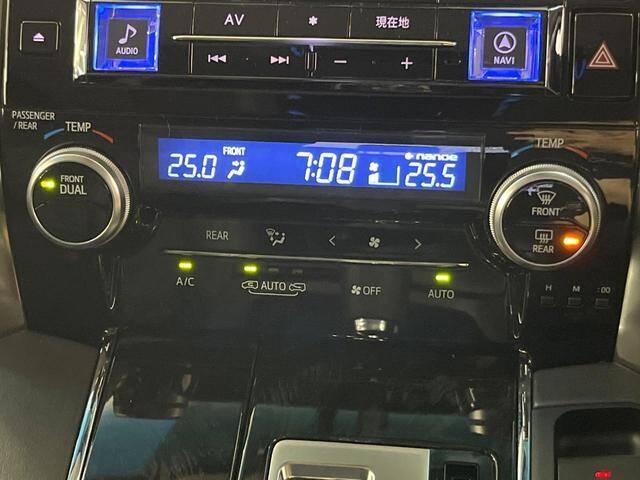 AV * 現在地
AUDIO
NAVI
PASSENGER
/REAR
TEMP
TEMP
FRONT
DUAL
FRONT
25.0 7:08 nanoe 25.5
FRONT
REAR
REAR
A/C
AUTO
OFF
AUTO
H M :00